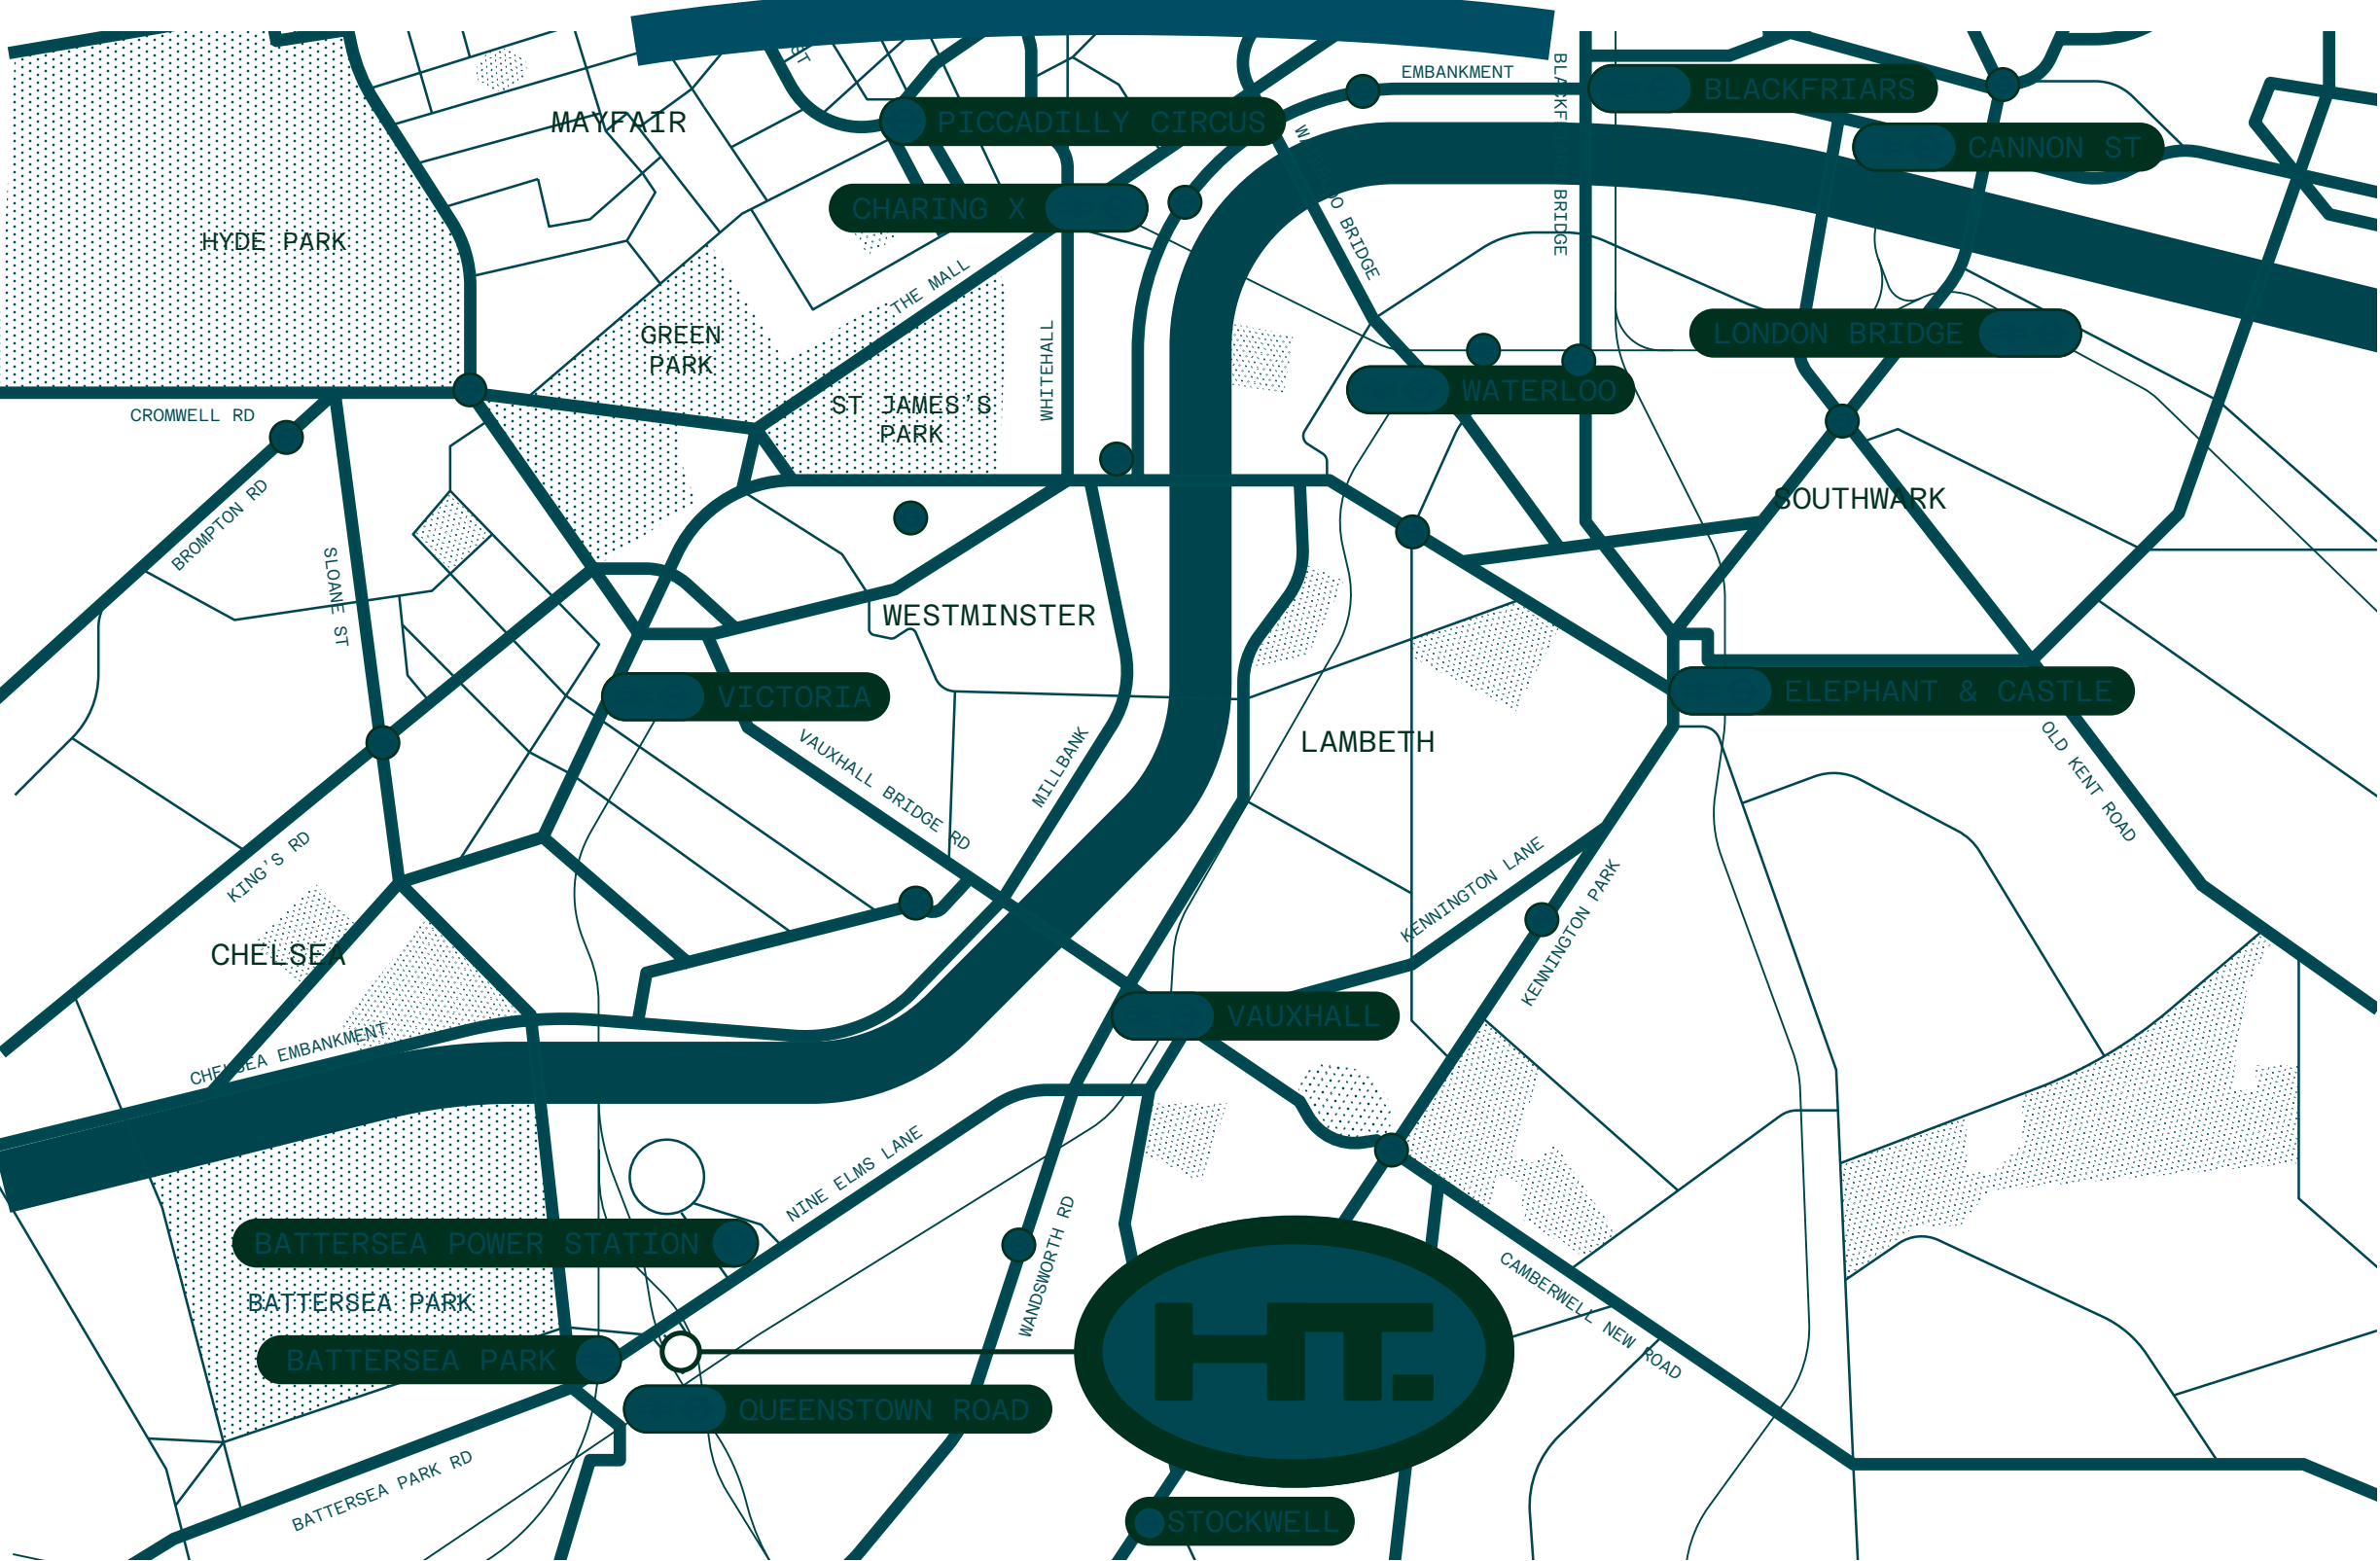 EMBANKMENT
BLACKFRIARS
MAYFAIR
PICCADILLY CIRCUS
CANNON ST
ST
CHARING X
HYDE PARK
BRIDGE
BRIDGE
THE MALL
GREEN
PARK
LONDON BRIDGE
WHITEHALL
WATERLOO
CROMWELL RD
ST JAMES'S
PARK
SOUTHWARK
BROMPTON RD
SLOANE ST
WESTMINSTER
VICTORIA
ELEPHANT & CASTLE
LAMBETH
VAUXHALL BRIDGE RD
MILLBANK
OLD KENT ROAD
KING'S RD
KENNINGTON LANE
KENNINGTON PARK
CHELSEA
CHELSEA EMBANKMENT
VAUXHALL
NINE ELMS LANE
BATTERSEA POWER STATION
WANDSWORTH RD
BATTERSEA PARK
CAMBERWELL NEW ROAD
BATTERSEA PARK
HT.
QUEENSTOWN ROAD
BATTERSEA PARK RD
STOCKWELL